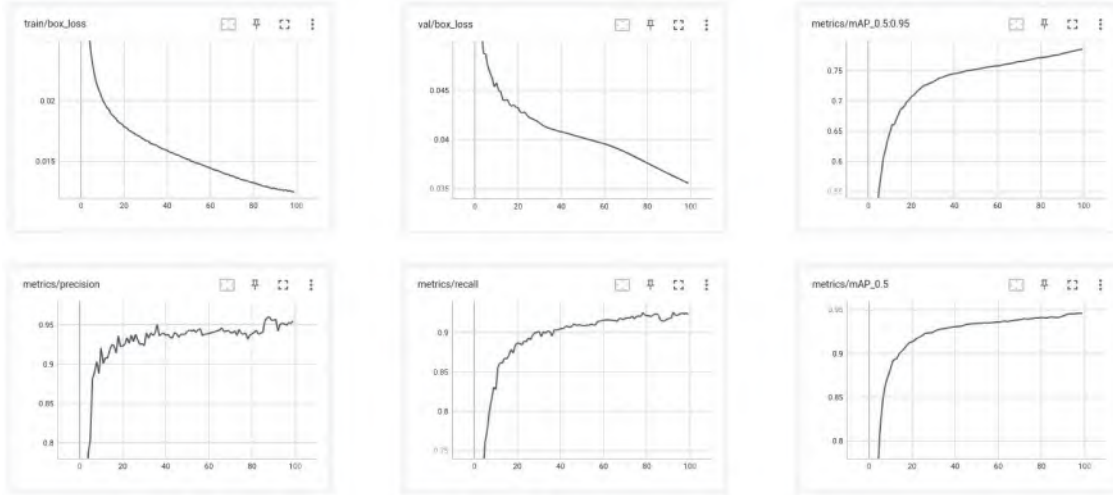 train/box_loss
0.02
0.015
0 20 40 60 80 100
val/box_loss
0.045
0.04
0.035
0 20 40 60 80 100
metrics/mAP_0.5:0.95
0.75
0.7
0.65
0.6
0.55
0 20 40 60 80 100
metrics/precision
0.95
0.9
0.85
0.8
0 20 40 60 80 100
metrics/recall
0.9
0.85
0.8
0.75
0 20 40 60 80 100
metrics/mAP_0.5
0.95
0.9
0.85
0.8
0 20 40 60 80 100